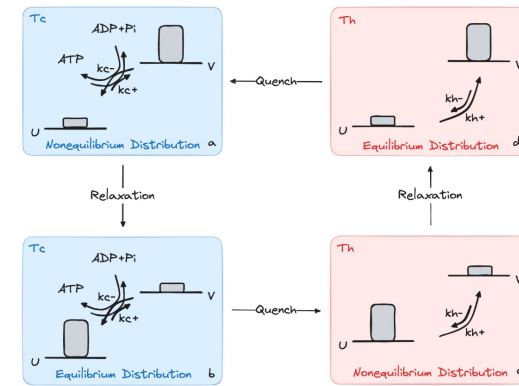 Tc
ADP+Pi
ATP
kc-
kc+
V
U
Nonequilibrium Distribution a
Quench
Th
V
kh-
kh+
U
Equilibrium Distribution d
Relaxation
Relaxation
Tc
ADP+Pi
ATP
kc-
kc+
V
U
Equilibrium Distribution b
Quench
Th
V
kh-
kh+
U
Nonequilibrium Distribution